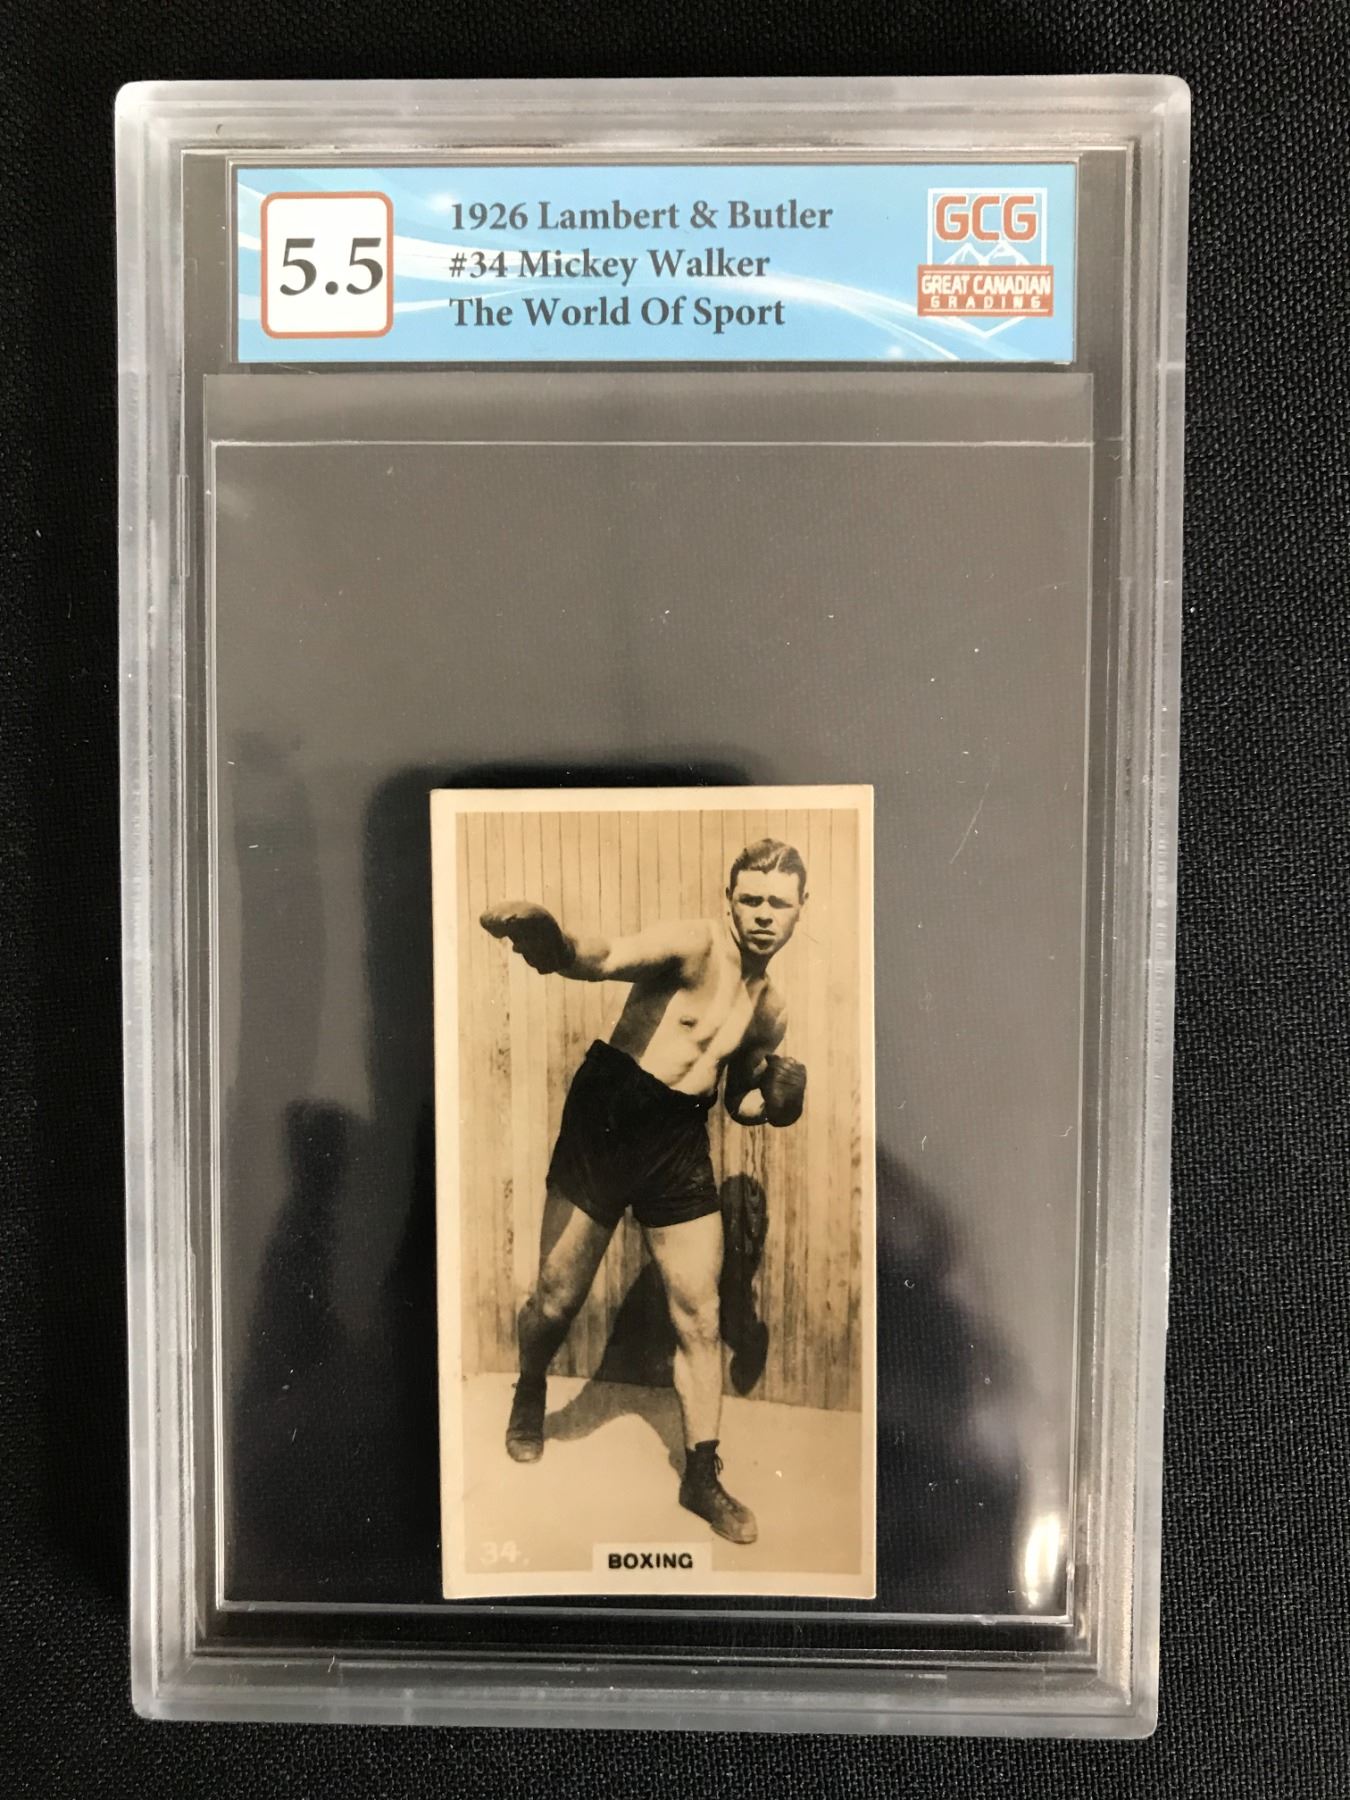 5.5
1926 Lambert & Butler
#34 Mickey Walker
The World Of Sport
GCG
GREAT CANADIAN
GRADING
34.
BOXING